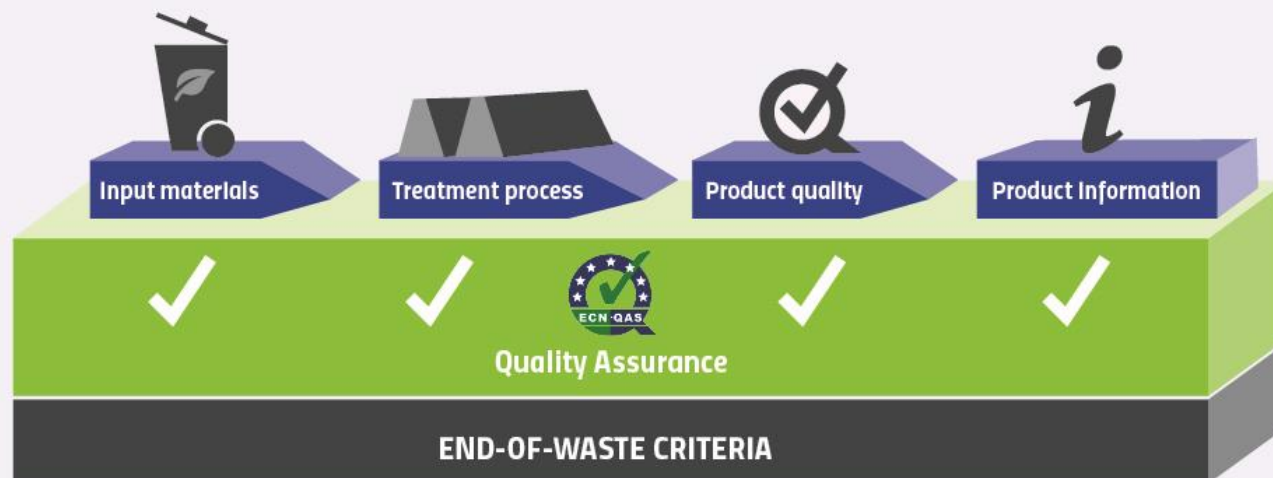 Input materials
Treatment process
Product quality
Product Information
ECN-QAS
Quality Assurance
END-OF-WASTE CRITERIA